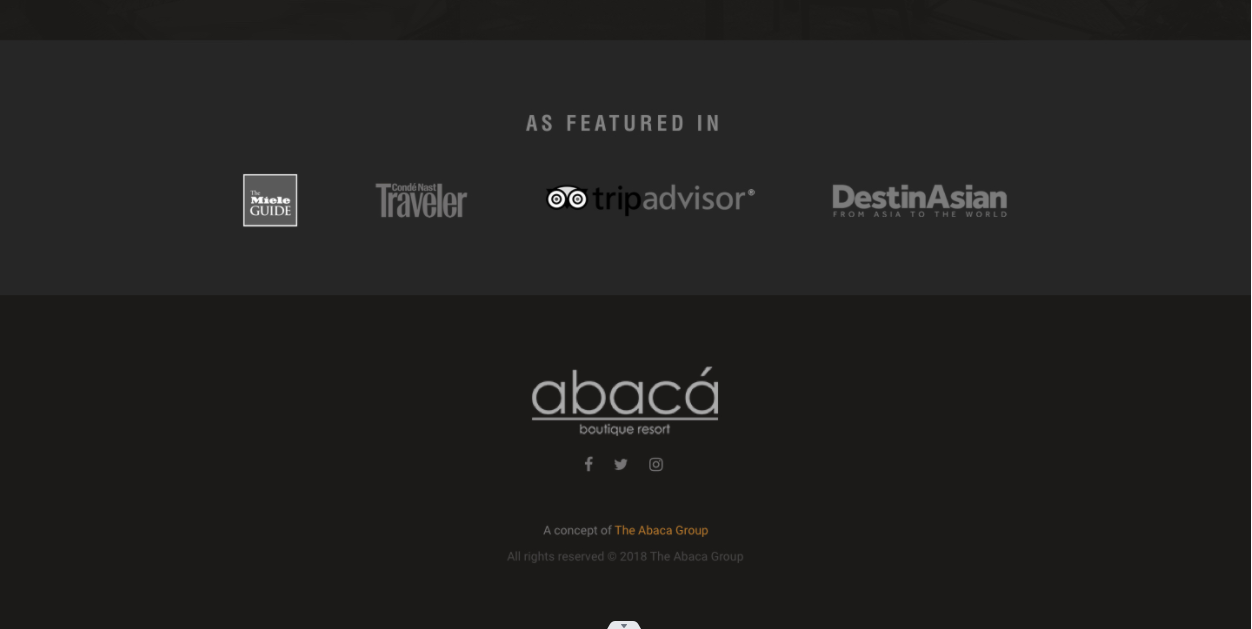 AS FEATURED IN
The
Miele
GUIDE
Condé Nast
Traveler
tripadvisor®
DestinAsian
FROM ASIA TO THE WORLD
abacá
boutique resort
A concept of The Abaca Group
All rights reserved © 2018 The Abaca Group